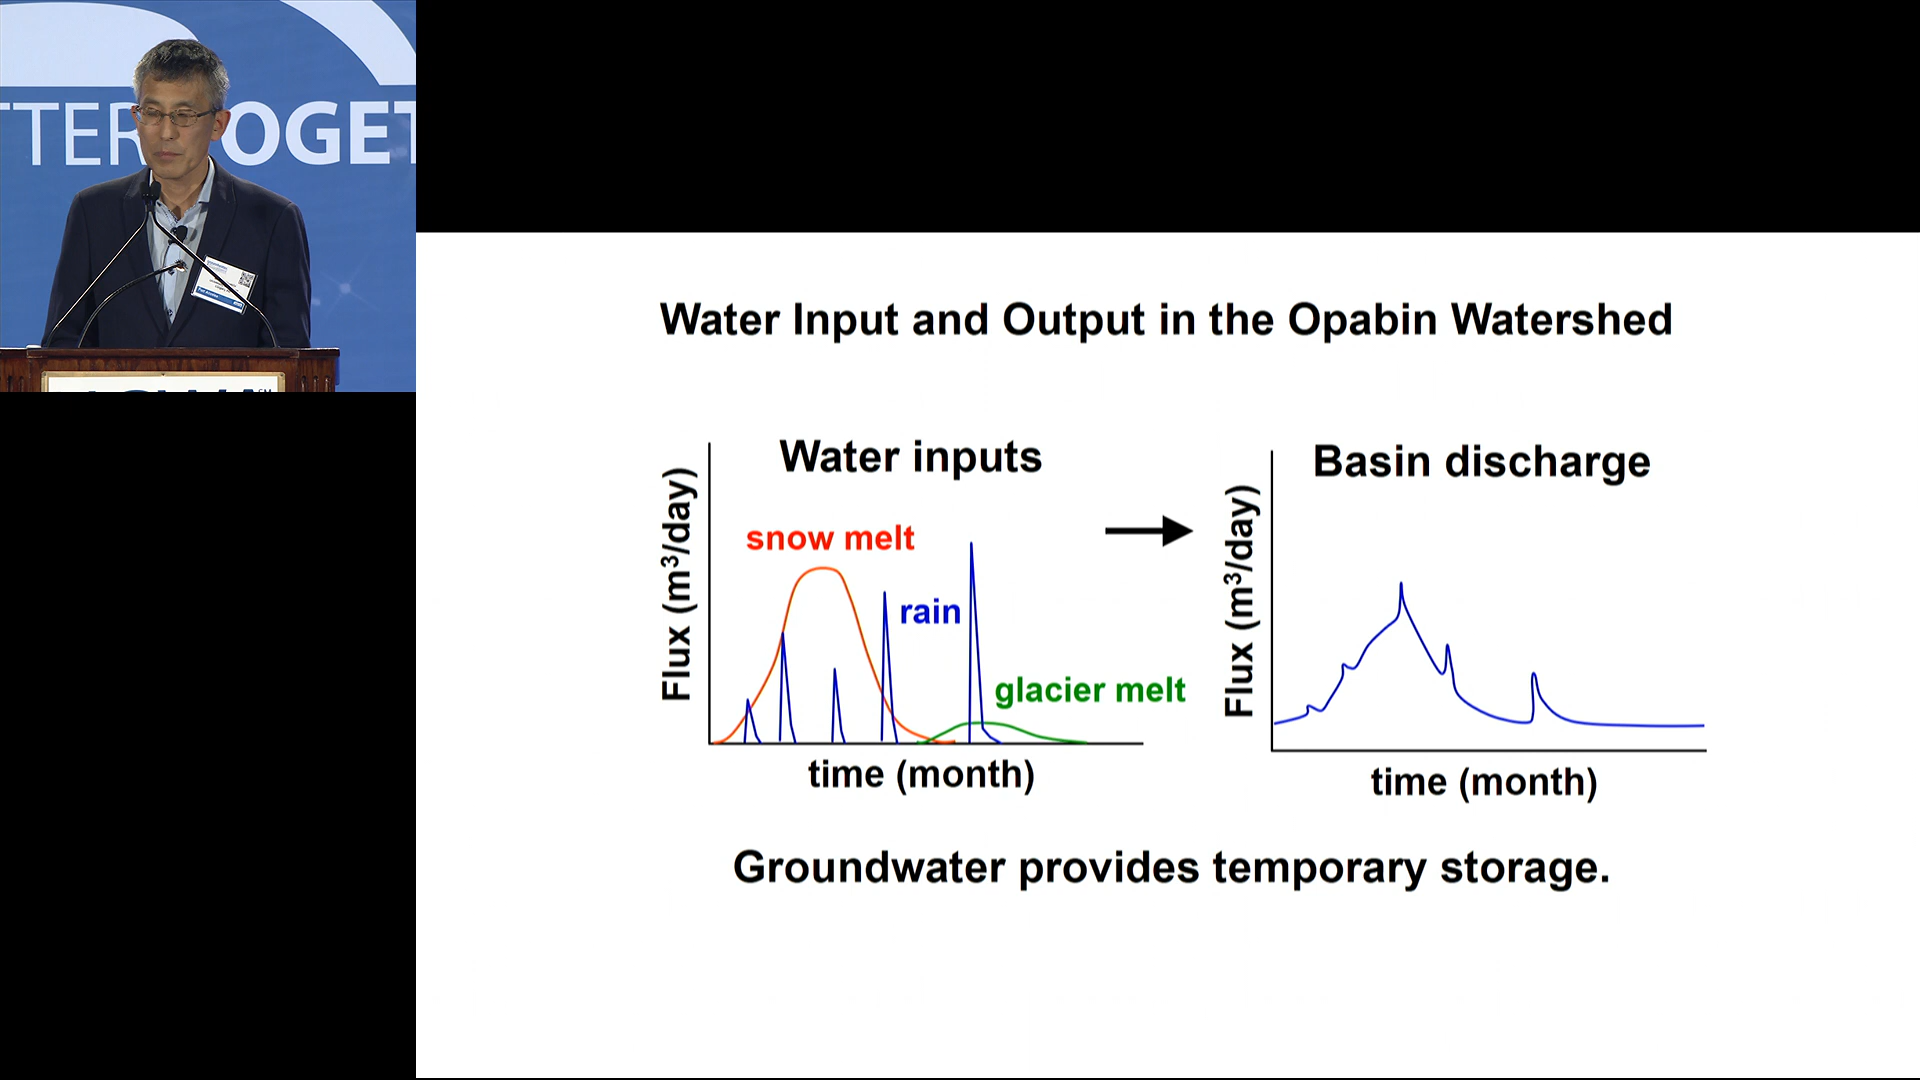 TTER TOGET
Water Input and Output in the Opabin Watershed
Water inputs
Flux (m³/day)
snow melt
rain
glacier melt
time (month)
Basin discharge
Flux (m³/day)
time (month)
Groundwater provides temporary storage.